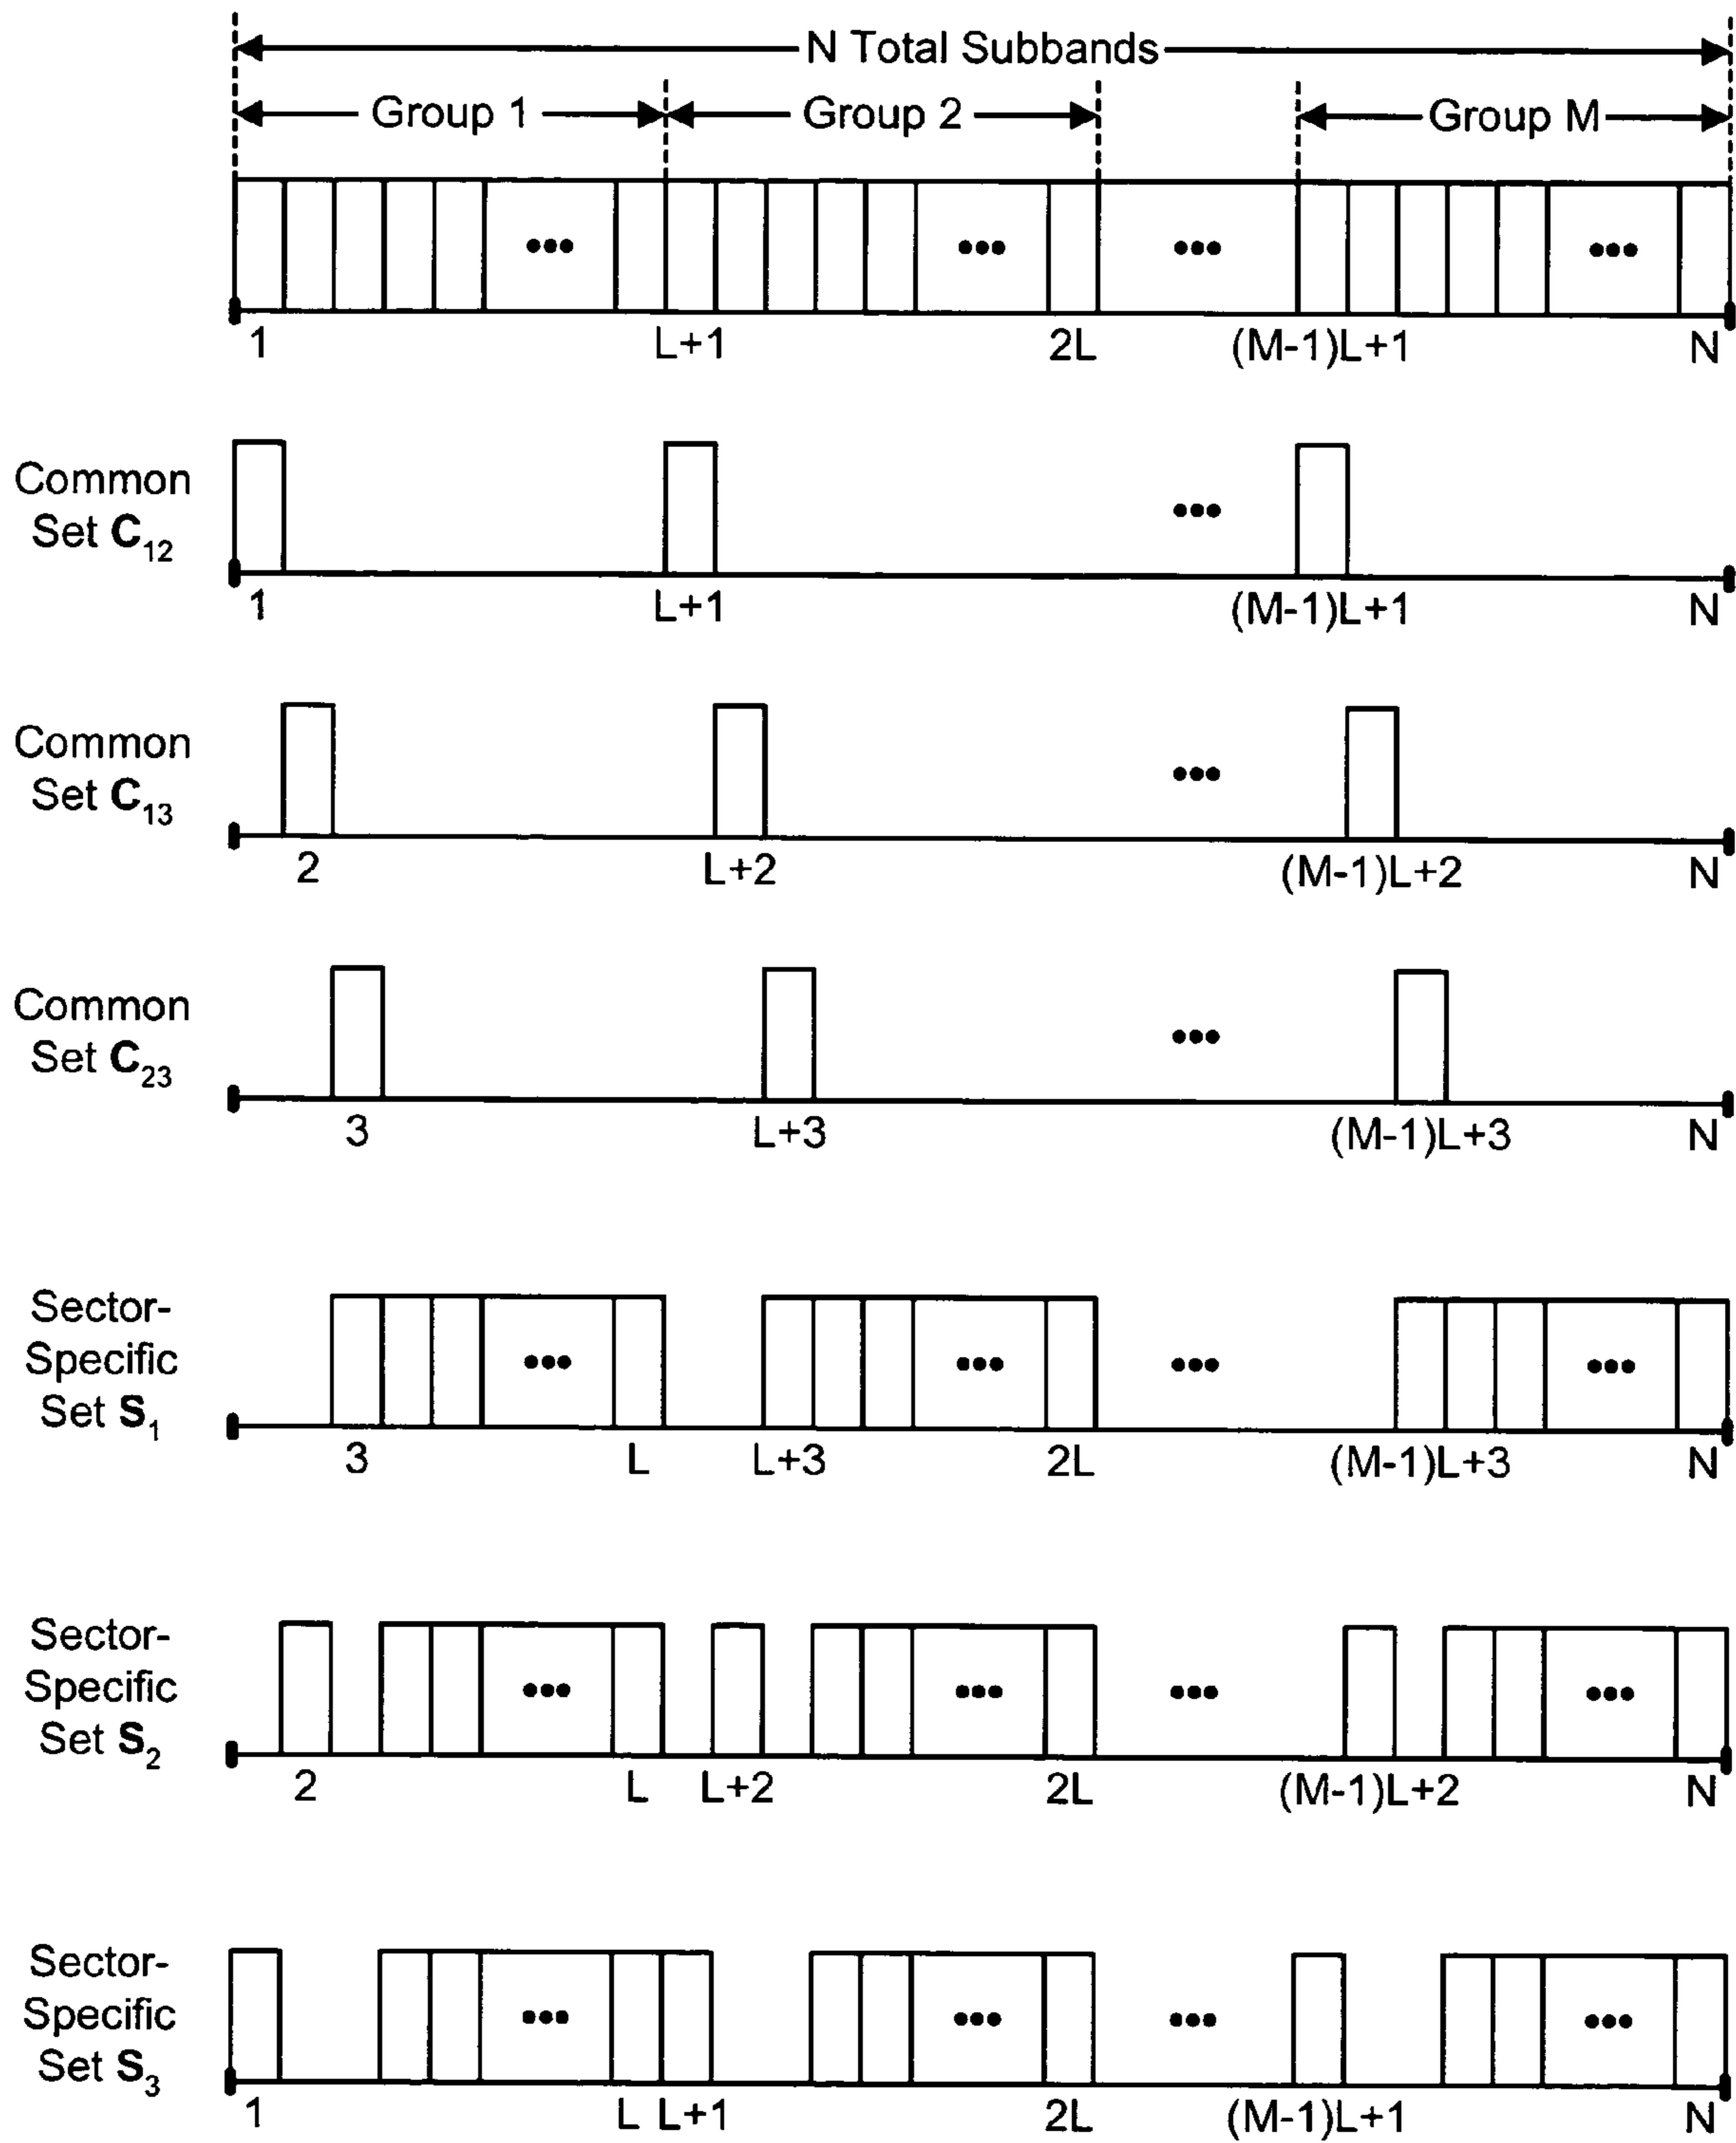 N Total Subbands
Group 1 Group 2 Group M
••• ••• ••• •••
1 L+1 2L (M-1)L+1 N
Common
Set C12
•••
1 L+1 (M-1)L+1 N
Common
Set C13
•••
2 L+2 (M-1)L+2 N
Common
Set C23
•••
3 L+3 (M-1)L+3 N
Sector-
Specific
Set S1
••• ••• ••• •••
3 L L+3 2L (M-1)L+3 N
Sector-
Specific
Set S2
••• ••• ••• •••
2 L L+2 2L (M-1)L+2 N
Sector-
Specific
Set S3
••• ••• ••• •••
1 L L+1 2L (M-1)L+1 N